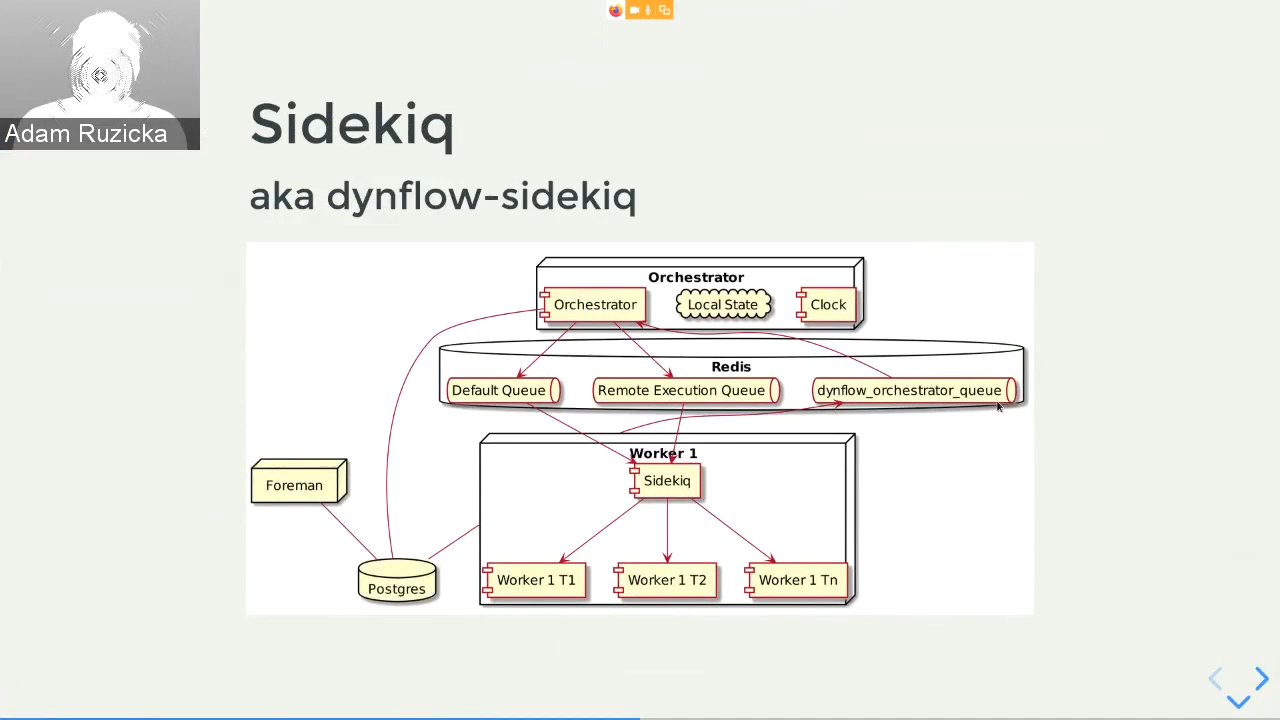 Adam Ruzicka
Sidekiq
aka dynflow-sidekiq
Orchestrator
Orchestrator
Local State
Clock
Redis
Default Queue
Remote Execution Queue
dynflow_orchestrator_queue
Worker 1
Sidekiq
Foreman
Postgres
Worker 1 T1
Worker 1 T2
Worker 1 Tn